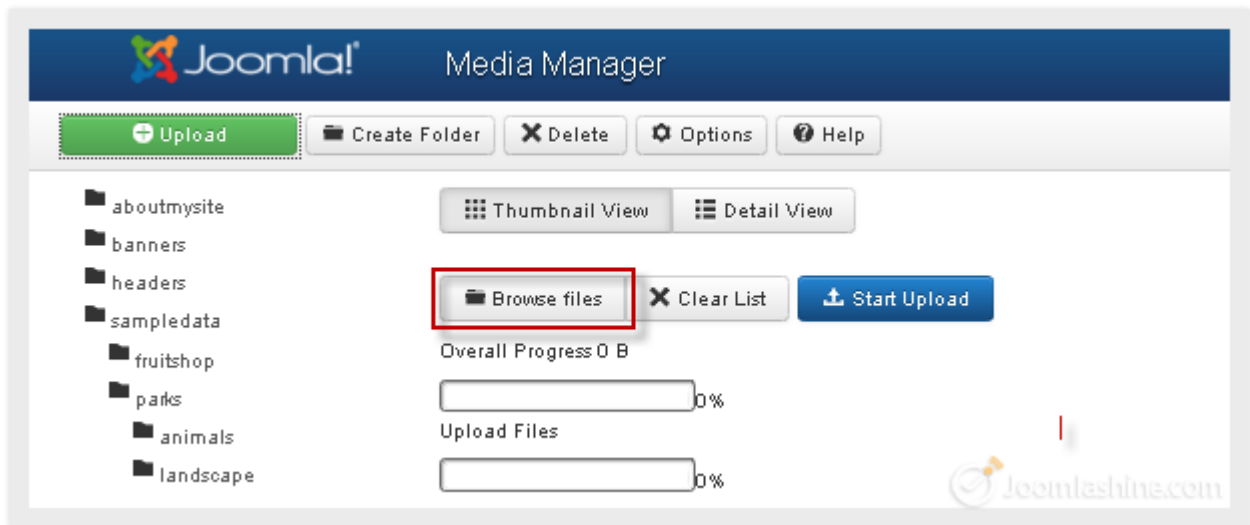 Joomla! Media Manager
Upload Create Folder Delete Options Help
aboutmysite
banners
headers
sampledata
fruitshop
parks
animals
landscape
Thumbnail View Detail View
Browse files Clear List Start Upload
Overall Progress 0 B
0%
Upload Files
0%
Joomlashine.com